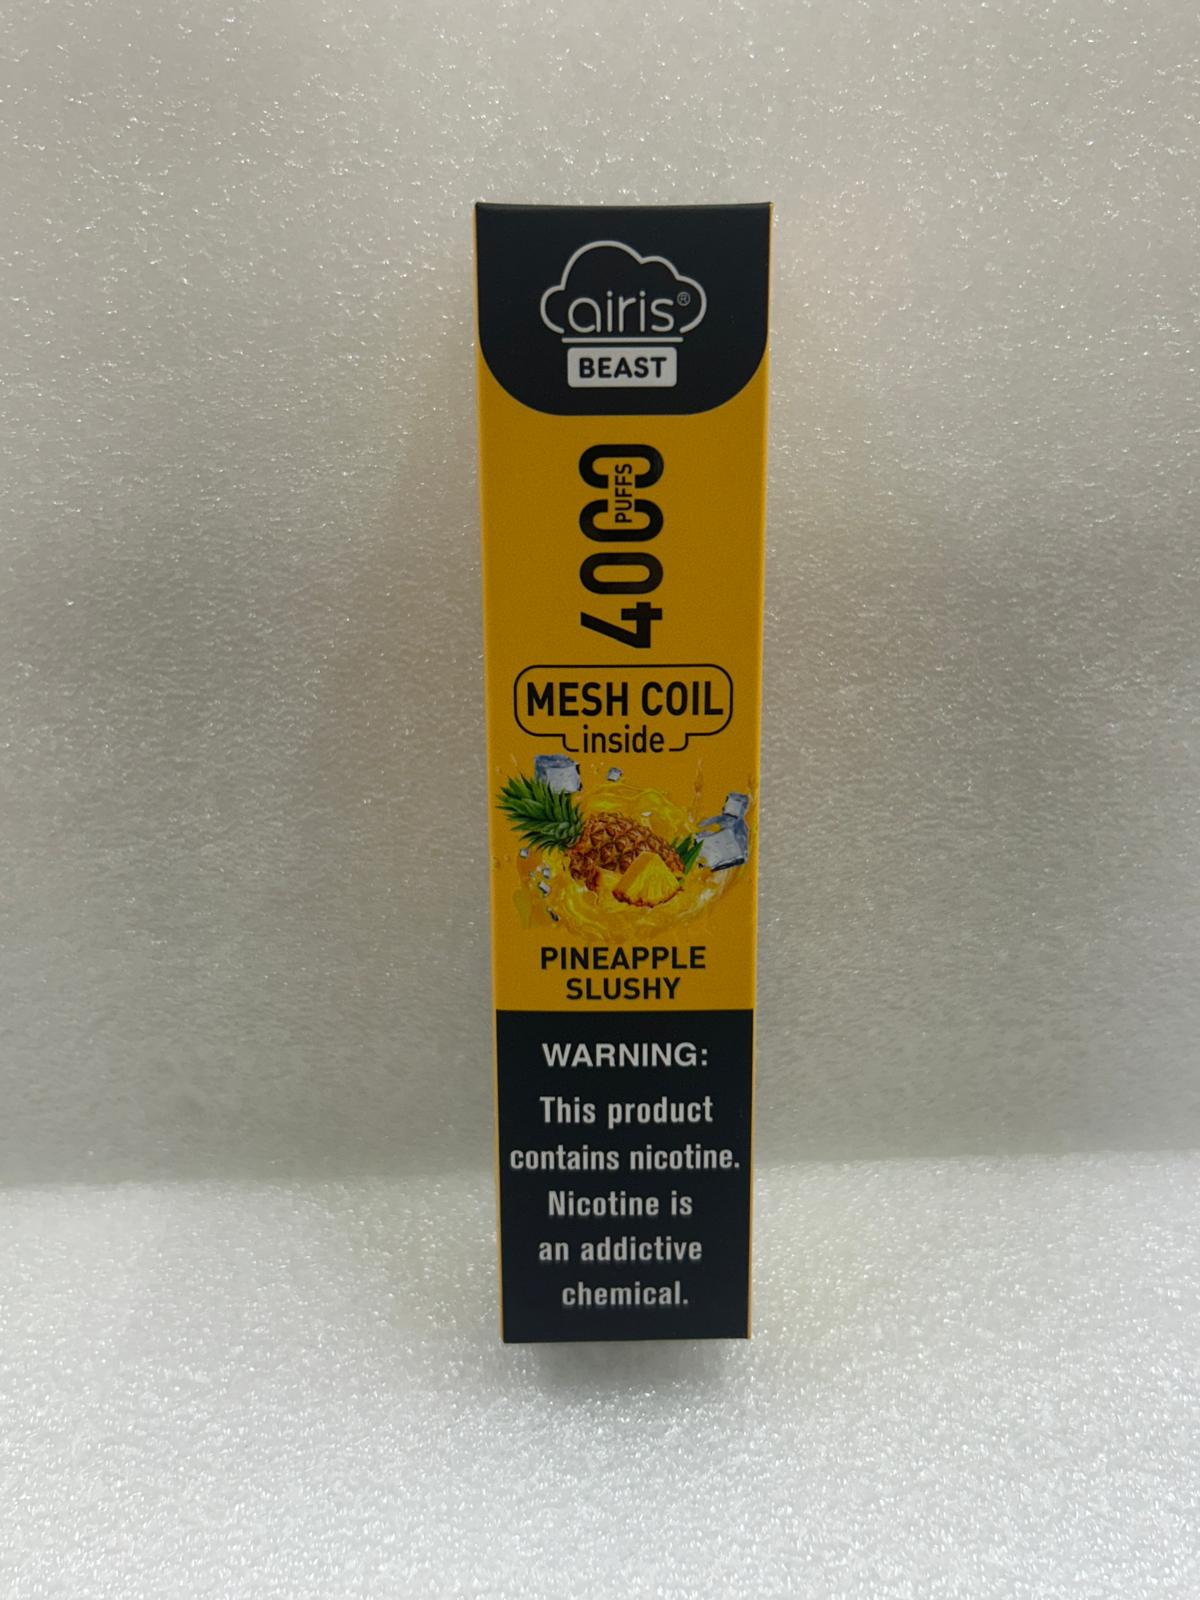 airis®
BEAST
4000
PUFFS
MESH COIL
inside
PINEAPPLE
SLUSHY
WARNING:
This product
contains nicotine.
Nicotine is
an addictive
chemical.